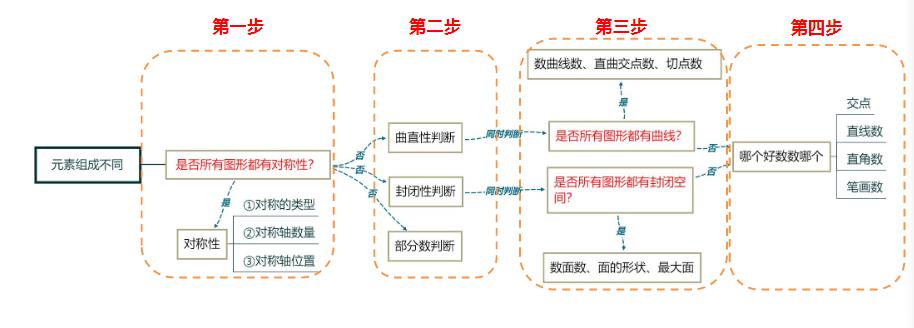 第一步
第二步
第三步
第四步
元素组成不同
是否所有图形都有对称性?
是
对称性
①对称的类型
②对称轴数量
③对称轴位置
否
否
否
曲直性判断
封闭性判断
部分数判断
同时判断
同时判断
数曲线数、直曲交点数、切点数
是
是否所有图形都有曲线?
是否所有图形都有封闭空
间?
是
数面数、面的形状、最大面
否
否
哪个好数数哪个
交点
直线数
直角数
笔画数